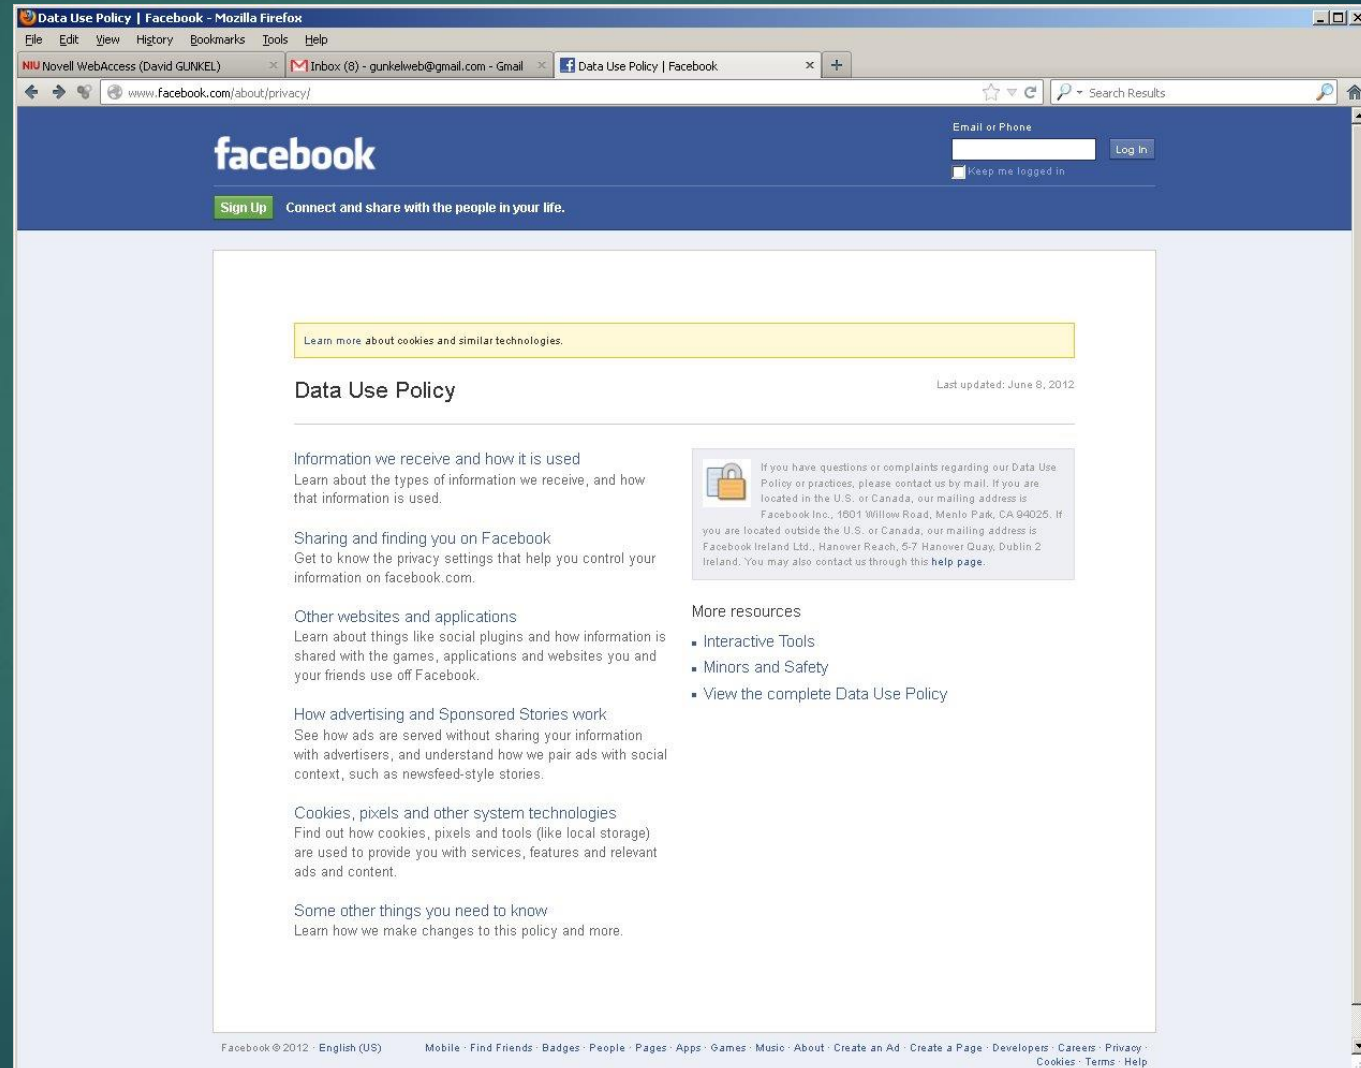 Data Use Policy | Facebook - Mozilla Firefox
File Edit View History Bookmarks Tools Help
NIU Novell WebAccess (David GUNKEL)
Inbox (8) - gunkelweb@gmail.com - Gmail
Data Use Policy | Facebook
www.facebook.com/about/privacy/
Search Results
facebook
Email or Phone
Log In
Keep me logged in
Sign Up Connect and share with the people in your life.
Learn more about cookies and similar technologies.
Data Use Policy
Last updated: June 8, 2012
Information we receive and how it is used
Learn about the types of information we receive, and how
that information is used.
Sharing and finding you on Facebook
Get to know the privacy settings that help you control your
information on facebook.com.
Other websites and applications
Learn about things like social plugins and how information is
shared with the games, applications and websites you and
your friends use off Facebook.
How advertising and Sponsored Stories work
See how ads are served without sharing your information
with advertisers, and understand how we pair ads with social
context, such as newsfeed-style stories.
Cookies, pixels and other system technologies
Find out how cookies, pixels and tools (like local storage)
are used to provide you with services, features and relevant
ads and content.
Some other things you need to know
Learn how we make changes to this policy and more.
If you have questions or complaints regarding our Data Use
Policy or practices, please contact us by mail. If you are
located in the U.S. or Canada, our mailing address is
Facebook Inc., 1601 Willow Road, Menlo Park, CA 94025. If
you are located outside the U.S. or Canada, our mailing address is
Facebook Ireland Ltd., Hanover Reach, 5-7 Hanover Quay, Dublin 2
Ireland. You may also contact us through this help page.
More resources
Interactive Tools
Minors and Safety
View the complete Data Use Policy
Facebook © 2012 · English (US)
Mobile · Find Friends · Badges · People · Pages · Apps · Games · Music · About · Create an Ad · Create a Page · Developers · Careers · Privacy ·
Cookies · Terms · Help